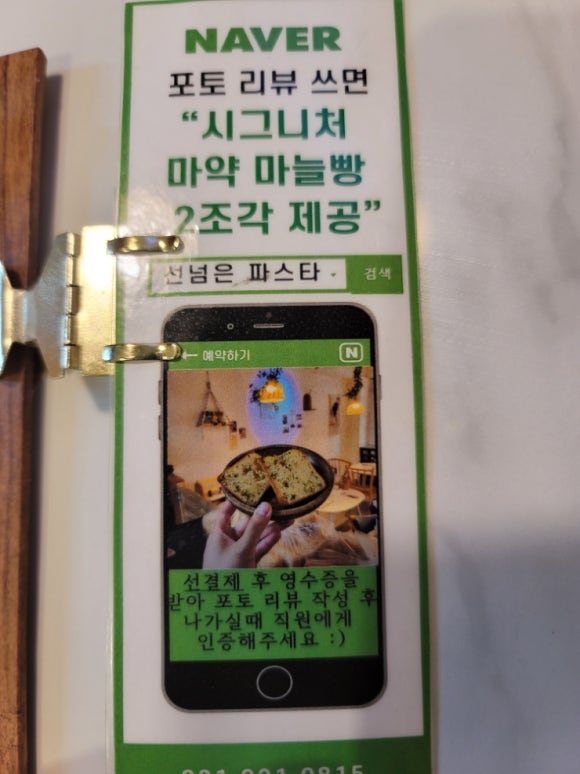 NAVER
포토 리뷰 쓰면
“시그니처
마약 마늘빵
2조각 제공”
선넘은 파스타 검색
← 예약하기 N
선결제 후 영수증을
받아 포토 리뷰 작성 후
나가실때 직원에게
인증해주세요 :)